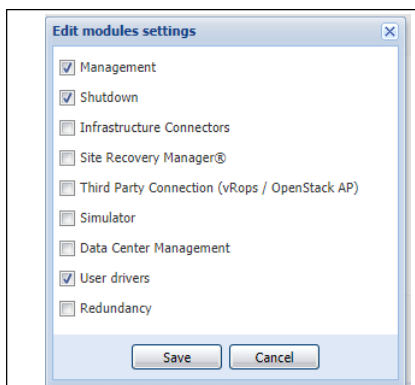 Edit modules settings
Management
Shutdown
Infrastructure Connectors
Site Recovery Manager®
Third Party Connection (vRops / OpenStack AP)
Simulator
Data Center Management
User drivers
Redundancy
Save Cancel